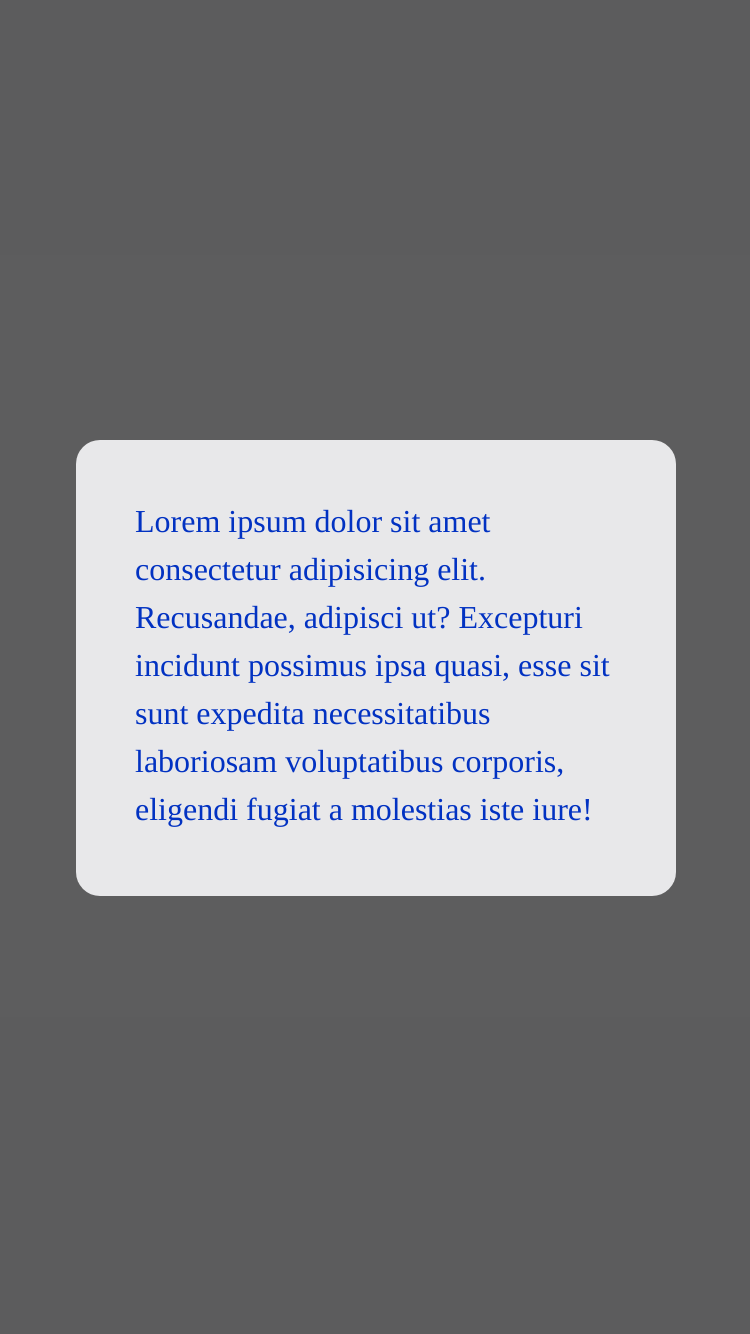 Lorem ipsum dolor sit amet
consectetur adipisicing elit.
Recusandae, adipisci ut? Excepturi
incidunt possimus ipsa quasi, esse sit
sunt expedita necessitatibus
laboriosam voluptatibus corporis,
eligendi fugiat a molestias iste iure!